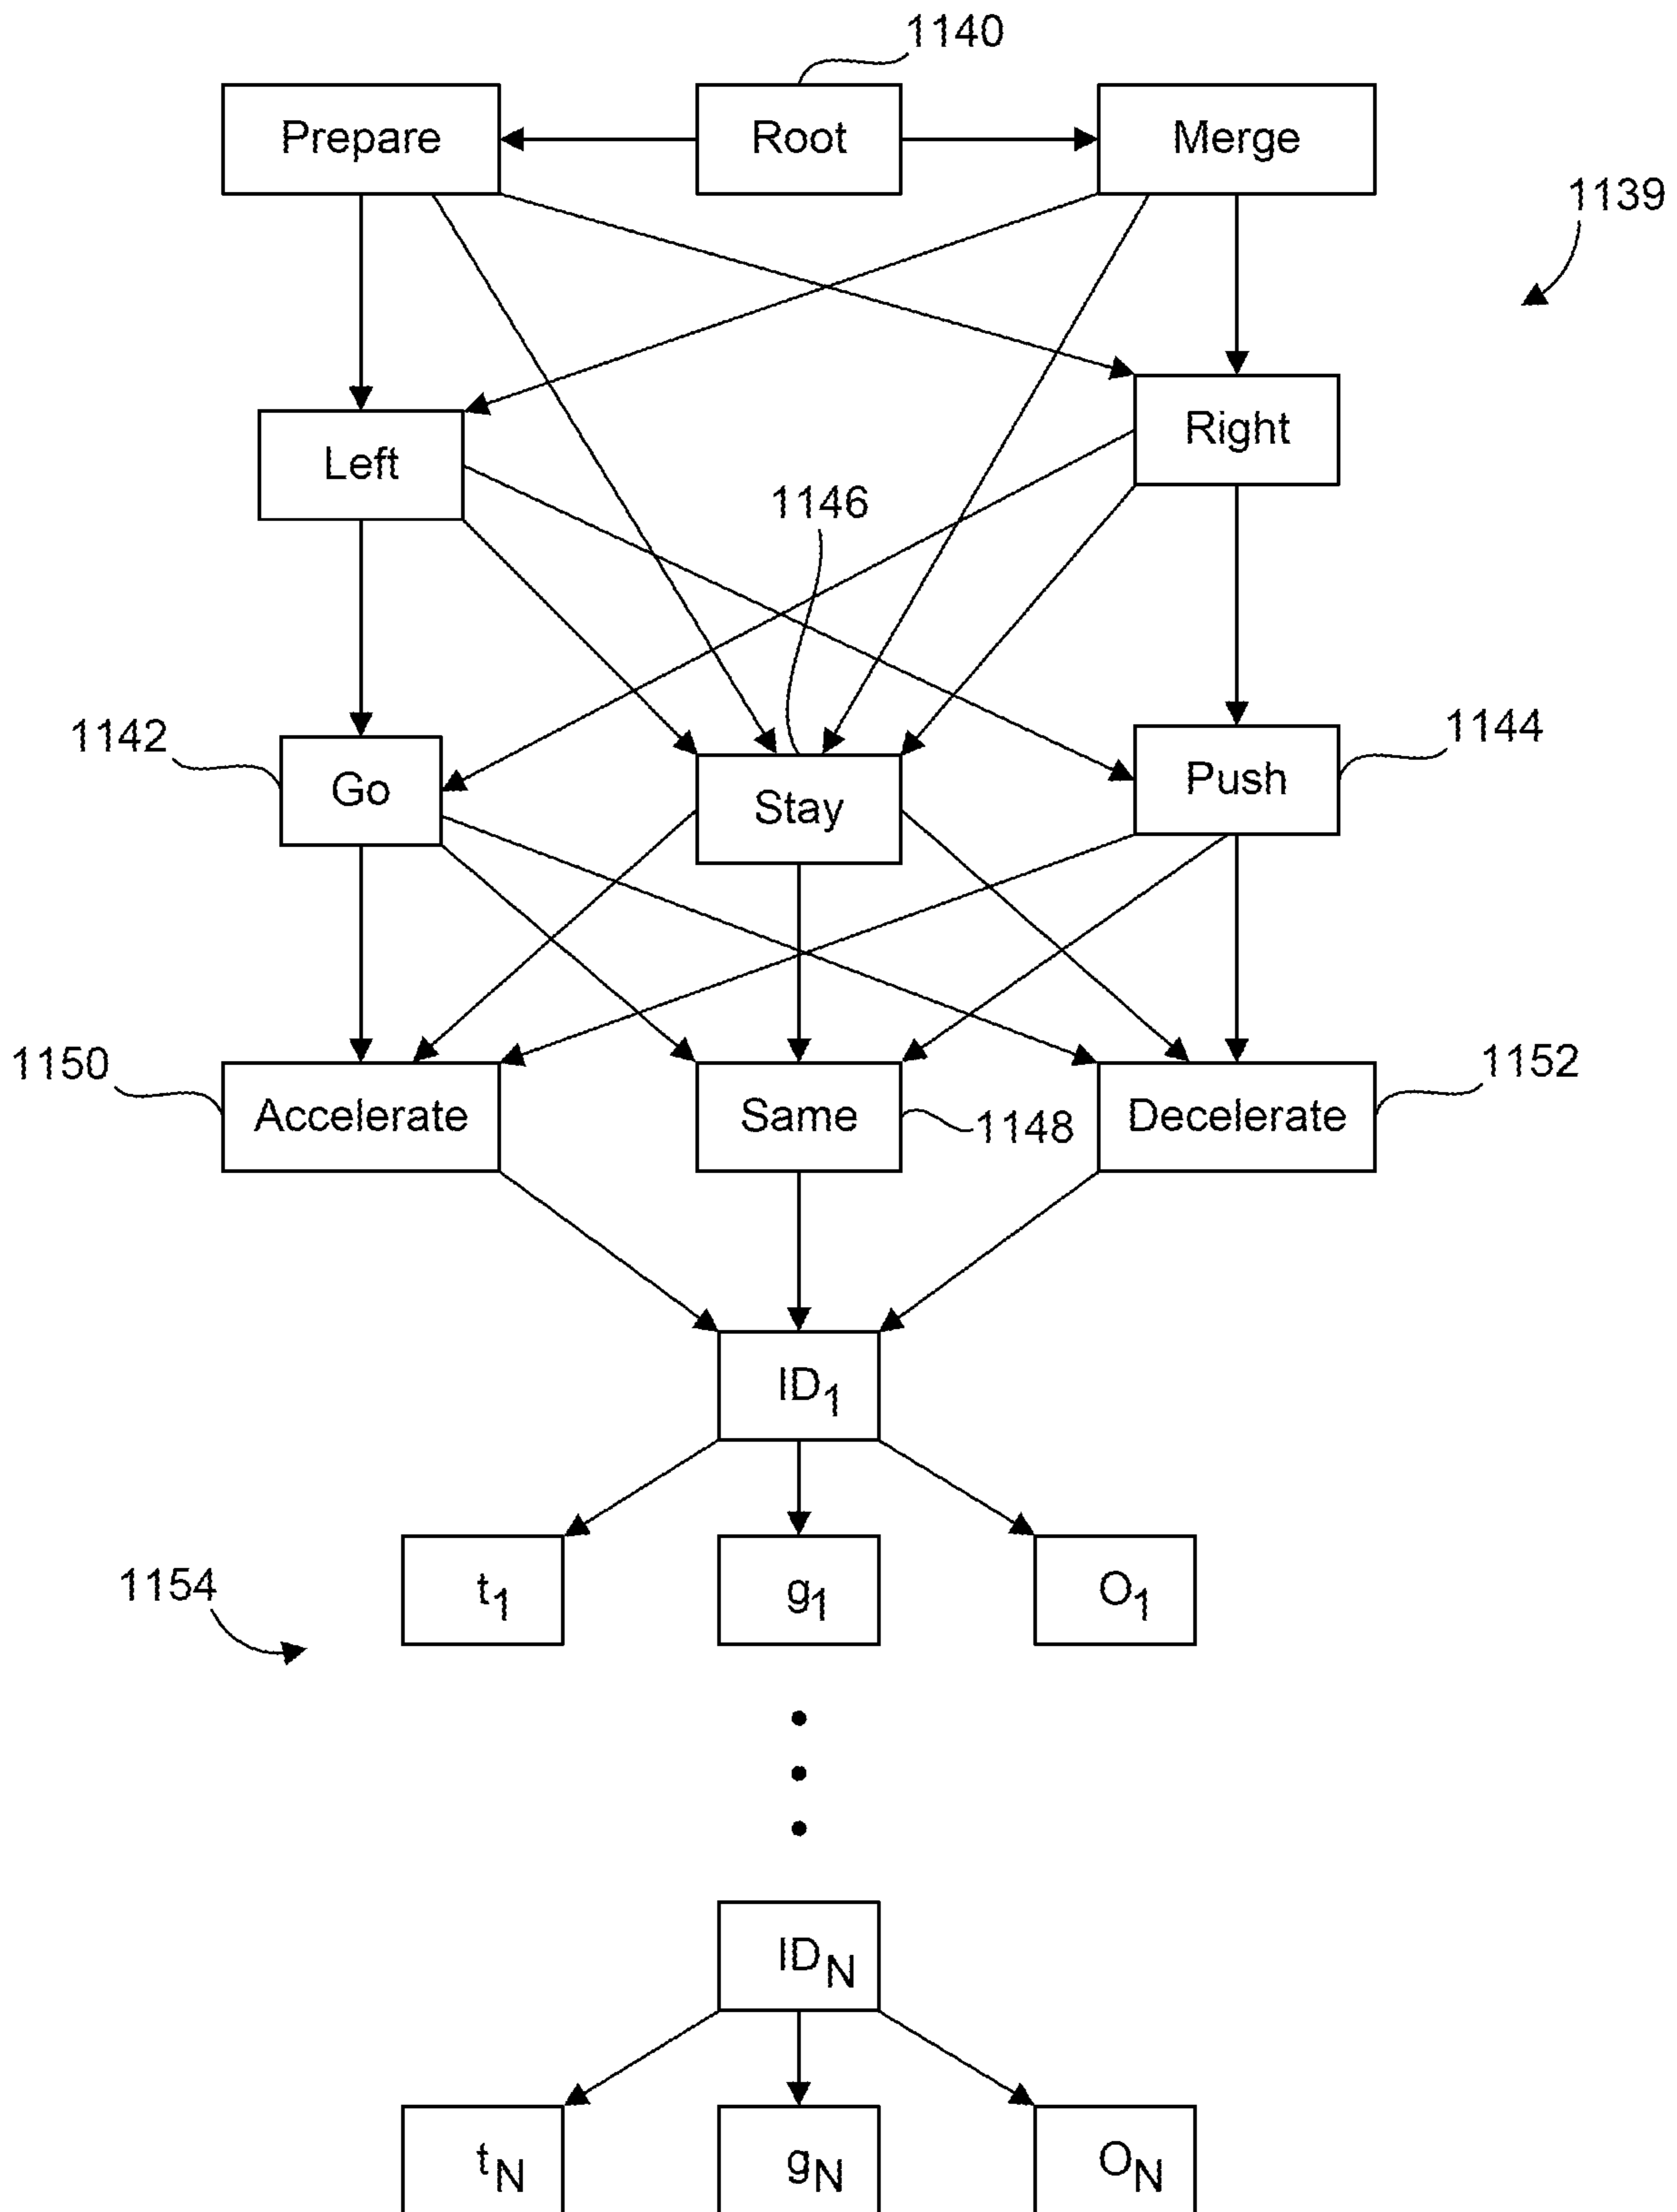 1140
Prepare
Root
Merge
1139
Left
Right
1146
1142
Go
Stay
Push
1144
1150
Accelerate
Same
1148
Decelerate
1152
ID1
t1
g1
O1
1154
IDN
tN
gN
ON